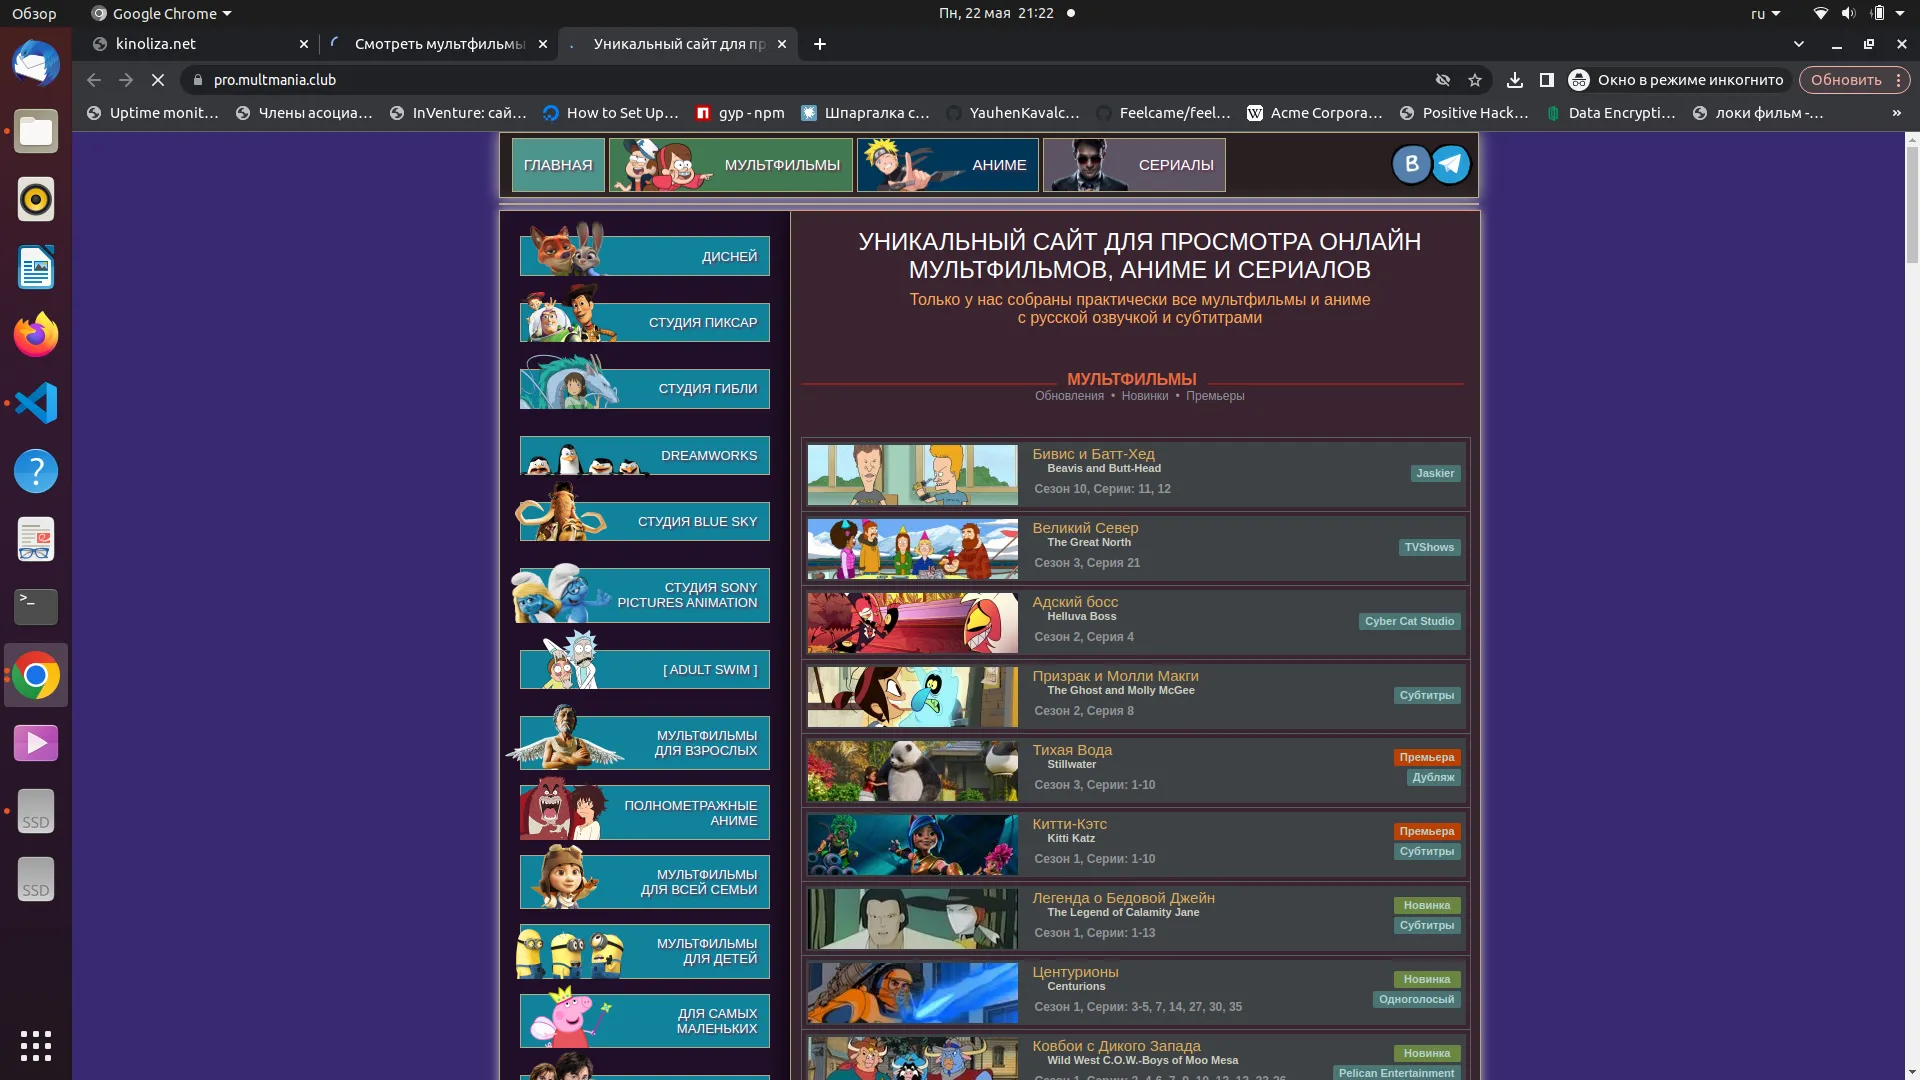 Обзор
Google Chrome
Пн, 22 мая 21:22
ru
kinoliza.net
Смотреть мультфильмы
Уникальный сайт для пр
pro.multmania.club
Окно в режиме инкогнито
Обновить
Uptime monit…
Члены асоциа…
InVenture: сай…
How to Set Up…
gyp - npm
Шпаргалка с…
YauhenKavalc…
Feelcame/feel…
Acme Corpora…
Positive Hack…
Data Encrypti…
локи фильм -…
»
ГЛАВНАЯ
МУЛЬТФИЛЬМЫ
АНИМЕ
СЕРИАЛЫ
В
ДИСНЕЙ
СТУДИЯ ПИКСАР
СТУДИЯ ГИБЛИ
DREAMWORKS
СТУДИЯ BLUE SKY
СТУДИЯ SONY
PICTURES ANIMATION
[ ADULT SWIM ]
МУЛЬТФИЛЬМЫ
ДЛЯ ВЗРОСЛЫХ
ПОЛНОМЕТРАЖНЫЕ
АНИМЕ
МУЛЬТФИЛЬМЫ
ДЛЯ ВСЕЙ СЕМЬИ
МУЛЬТФИЛЬМЫ
ДЛЯ ДЕТЕЙ
ДЛЯ САМЫХ
МАЛЕНЬКИХ
УНИКАЛЬНЫЙ САЙТ ДЛЯ ПРОСМОТРА ОНЛАЙН
МУЛЬТФИЛЬМОВ, АНИМЕ И СЕРИАЛОВ
Только у нас собраны практически все мультфильмы и аниме
с русской озвучкой и субтитрами
МУЛЬТФИЛЬМЫ
Обновления • Новинки • Премьеры
Бивис и Батт-Хед
Beavis and Butt-Head
Сезон 10, Серии: 11, 12
Jaskier
Великий Север
The Great North
Сезон 3, Серия 21
TVShows
Адский босс
Helluva Boss
Сезон 2, Серия 4
Cyber Cat Studio
Призрак и Молли Макги
The Ghost and Molly McGee
Сезон 2, Серия 8
Субтитры
Тихая Вода
Stillwater
Сезон 3, Серии: 1-10
Премьера
Дубляж
Китти-Кэтс
Kitti Katz
Сезон 1, Серии: 1-10
Премьера
Субтитры
Легенда о Бедовой Джейн
The Legend of Calamity Jane
Сезон 1, Серии: 1-13
Новинка
Субтитры
Центурионы
Centurions
Сезон 1, Серии: 3-5, 7, 14, 27, 30, 35
Новинка
Одноголосый
Ковбои с Дикого Запада
Wild West C.O.W.-Boys of Moo Mesa
Новинка
Pelican Entertainment
SSD
SSD